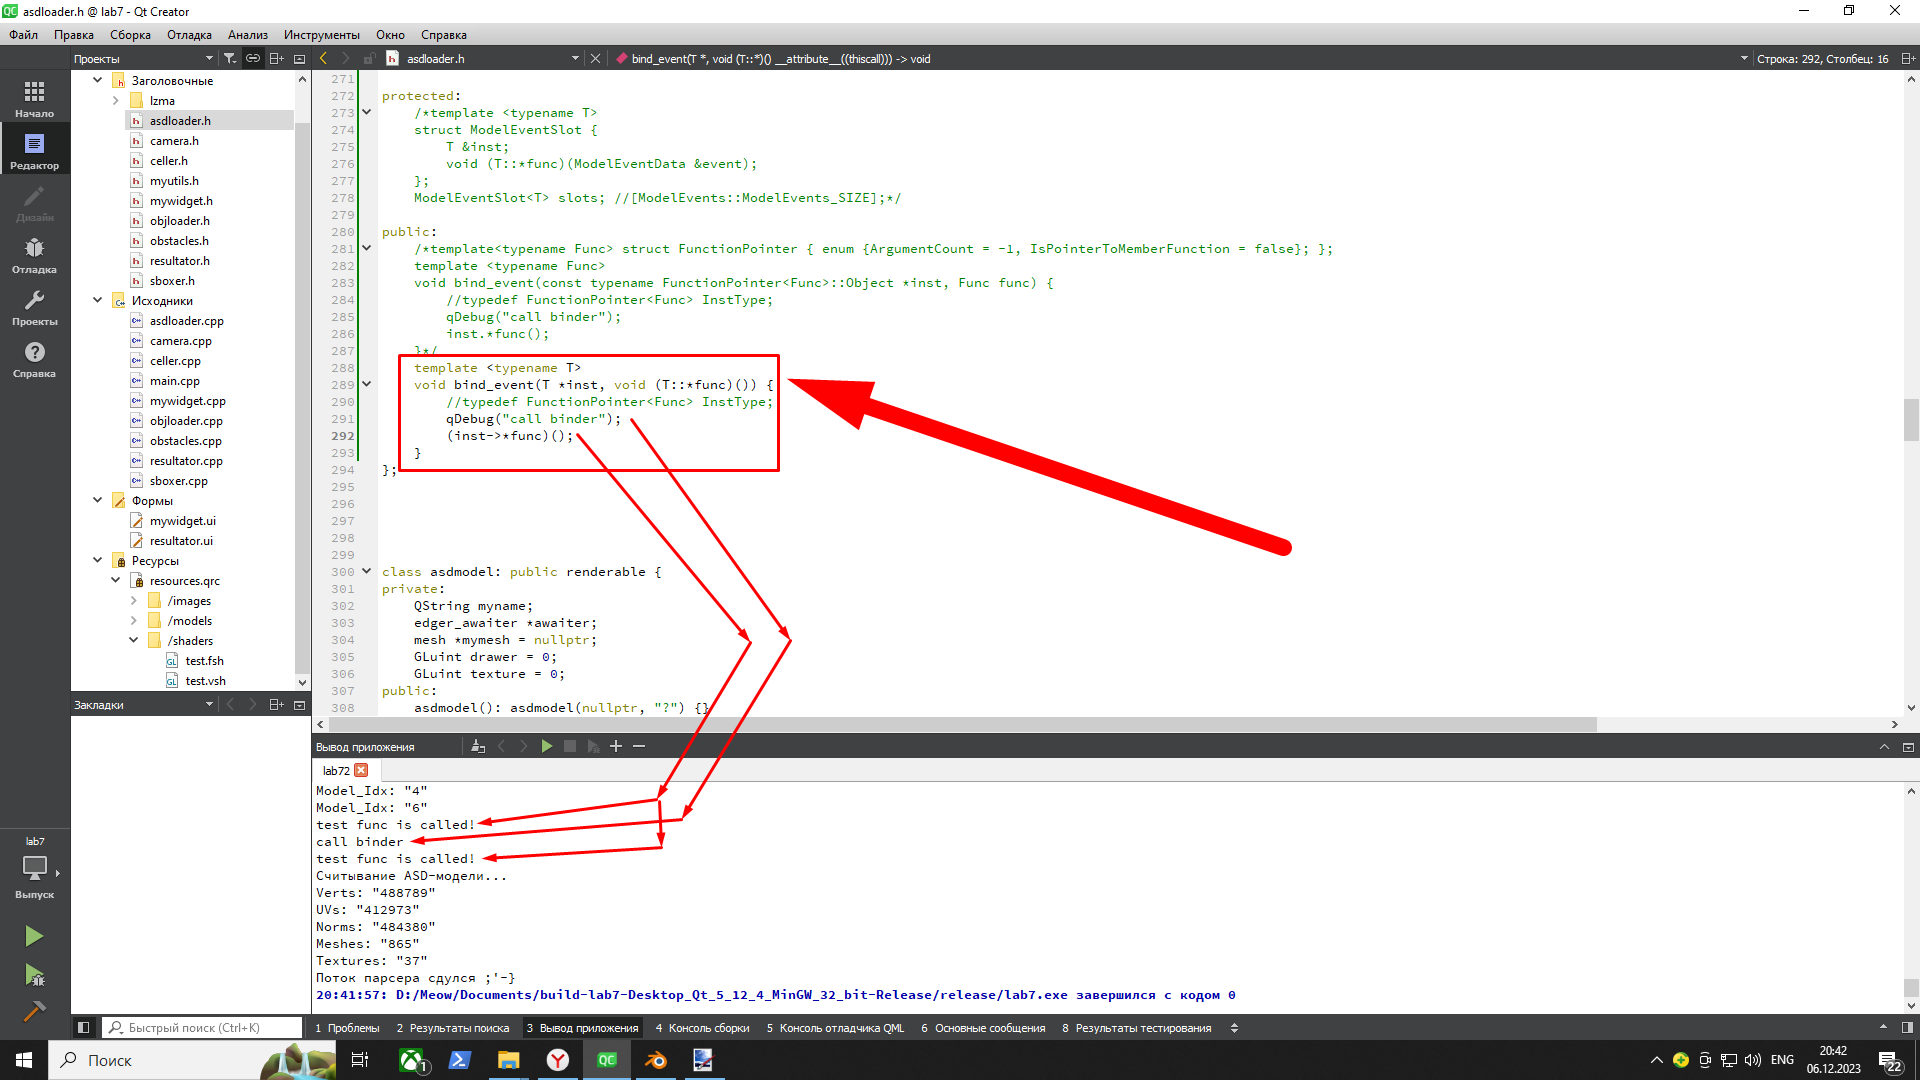 asdloader.h @ lab7 - Qt Creator
Файл Правка Сборка Отладка Анализ Инструменты Окно Справка
Проекты
asdloader.h
bind_event(T *, void (T::*)() __attribute__((thiscall))) -> void
Строка: 292, Столбец: 16
Начало
Редактор
Дизайн
Отладка
Проекты
Справка
lab7
Выпуск
Заголовочные
lzma
asdloader.h
camera.h
celler.h
myutils.h
mywidget.h
objloader.h
obstacles.h
resultator.h
sboxer.h
Исходники
asdloader.cpp
camera.cpp
celler.cpp
main.cpp
mywidget.cpp
objloader.cpp
obstacles.cpp
resultator.cpp
sboxer.cpp
Формы
mywidget.ui
resultator.ui
Ресурсы
resources.qrc
/images
/models
/shaders
test.fsh
test.vsh
Закладки
271
272 protected:
273 /*template <typename T>
274 struct ModelEventSlot {
275 T &inst;
276 void (T::*func)(ModelEventData &event);
277 };
278 ModelEventSlot<T> slots; //[ModelEvents::ModelEvents_SIZE];*/
279
280 public:
281 /*template<typename Func> struct FunctionPointer { enum {ArgumentCount = -1, IsPointerToMemberFunction = false}; };
282 template <typename Func>
283 void bind_event(const typename FunctionPointer<Func>::Object *inst, Func func) {
284 //typedef FunctionPointer<Func> InstType;
285 qDebug("call binder");
286 inst.*func();
287 }*/
288 template <typename T>
289 void bind_event(T *inst, void (T::*func)()) {
290 //typedef FunctionPointer<Func> InstType;
291 qDebug("call binder");
292 (inst->*func)();
293 }
294 };
295
296
297
298
299
300 class asdmodel: public renderable {
301 private:
302 QString myname;
303 edger_awaiter *awaiter;
304 mesh *mymesh = nullptr;
305 GLuint drawer = 0;
306 GLuint texture = 0;
307 public:
308 asdmodel(): asdmodel(nullptr, "?") {}
Вывод приложения
lab72
Model_Idx: "4"
Model_Idx: "6"
test func is called!
call binder
test func is called!
Считывание ASD-модели...
Verts: "488789"
UVs: "412973"
Norms: "484380"
Meshes: "865"
Textures: "37"
Поток парсера сдулся ;'-}
20:41:57: D:/Meow/Documents/build-lab7-Desktop_Qt_5_12_4_MinGW_32_bit-Release/release/lab7.exe завершился с кодом 0
Быстрый поиск (Ctrl+K)
1 Проблемы 2 Результаты поиска 3 Вывод приложения 4 Консоль сборки 5 Консоль отладчика QML 6 Основные сообщения 8 Результаты тестирования
Поиск
1
ENG
20:42
06.12.2023
22